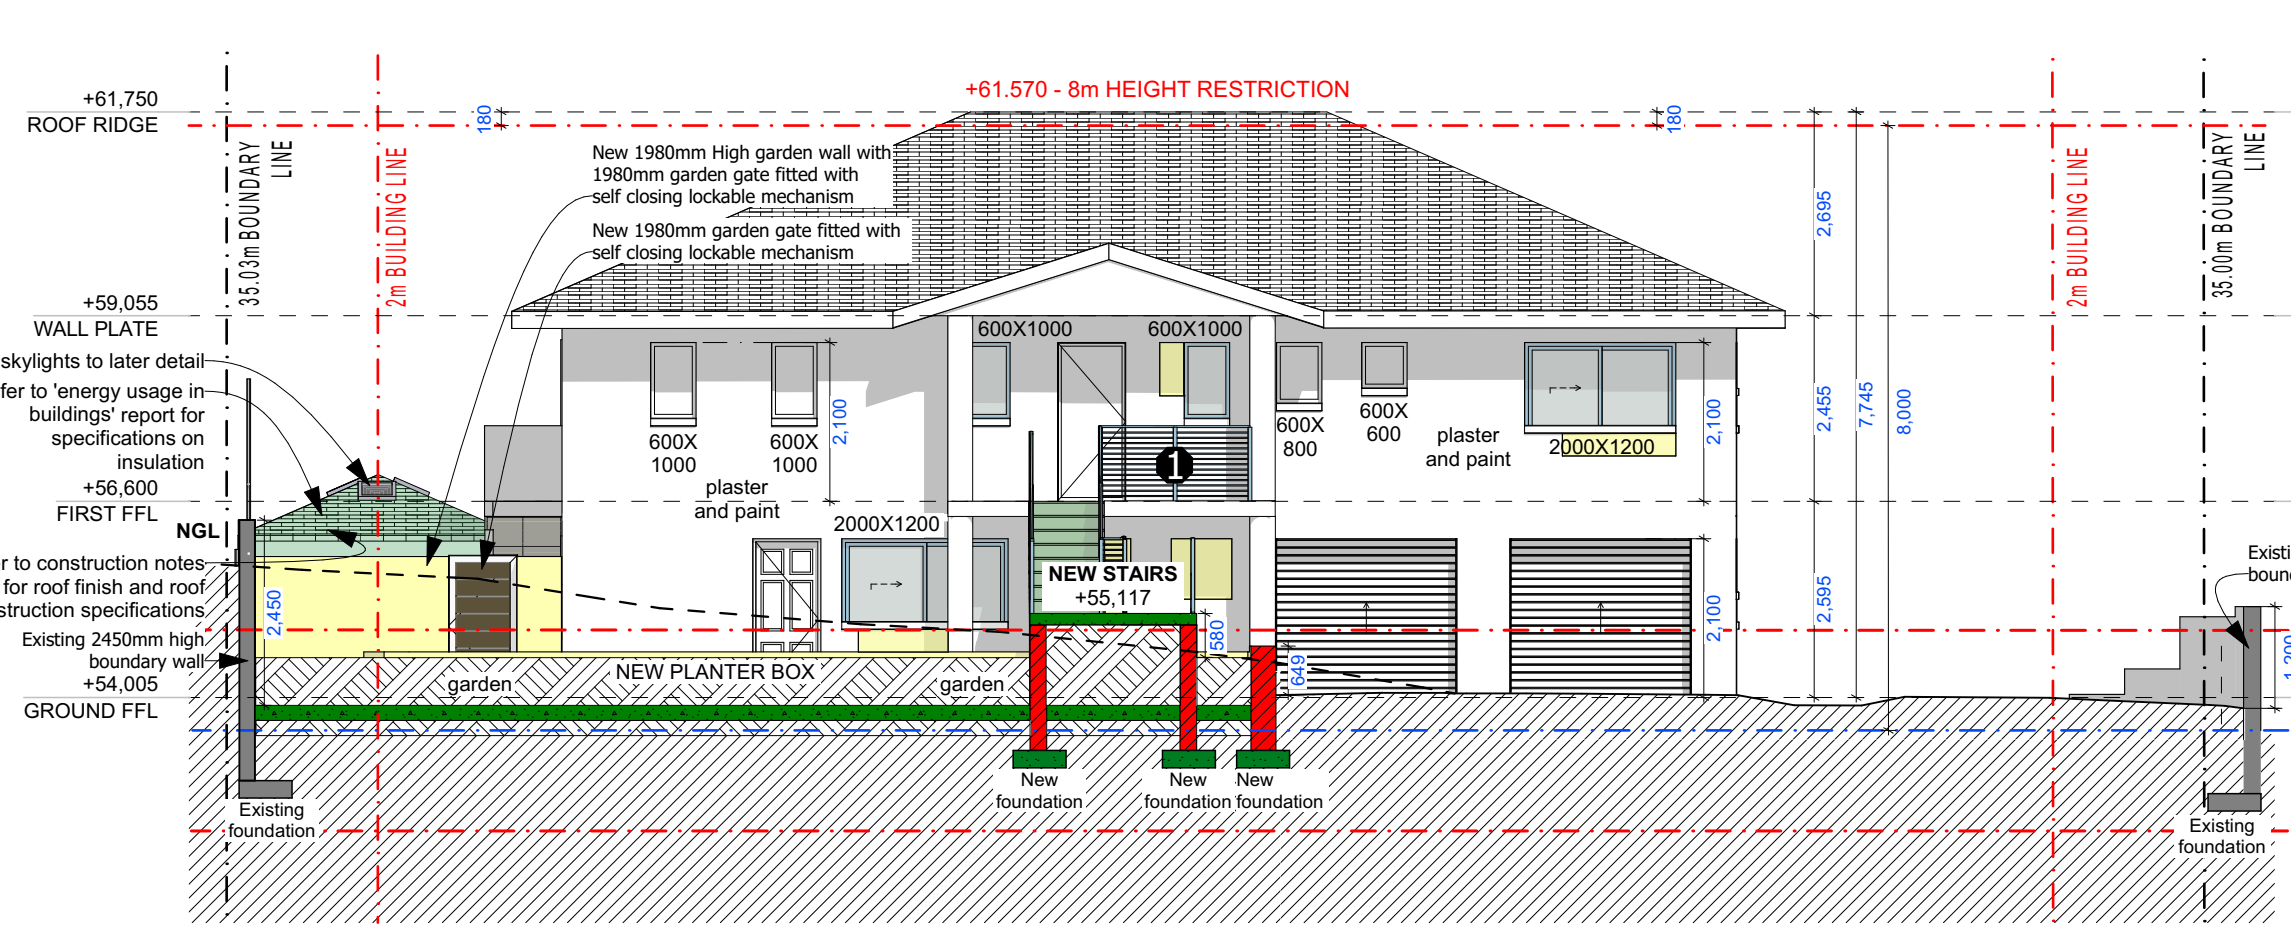 +61.570 - 8m HEIGHT RESTRICTION
+61,750
ROOF RIDGE
180
180
35.03m BOUNDARY
LINE
2m BUILDING LINE
New 1980mm High garden wall with
1980mm garden gate fitted with
self closing lockable mechanism
New 1980mm garden gate fitted with
self closing lockable mechanism
2m BUILDING LINE
35.00m BOUNDARY
LINE
2,695
+59,055
WALL PLATE
skylights to later detail
fer to 'energy usage in
buildings' report for
specifications on
insulation
+56,600
FIRST FFL
NGL
r to construction notes
for roof finish and roof
struction specifications
Existing 2450mm high
boundary wall
+54,005
GROUND FFL
600X1000
600X1000
600X
1000
600X
1000
2,100
600X
800
600X
600
plaster
and paint
2000X1200
2,100
2,455
7,745
8,000
1
plaster
and paint
2000X1200
NEW STAIRS
+55,117
2,450
580
649
2,100
2,595
Existi
boun
1,200
garden
NEW PLANTER BOX
garden
New
foundation
New
foundation
New
foundation
Existing
foundation
Existing
foundation